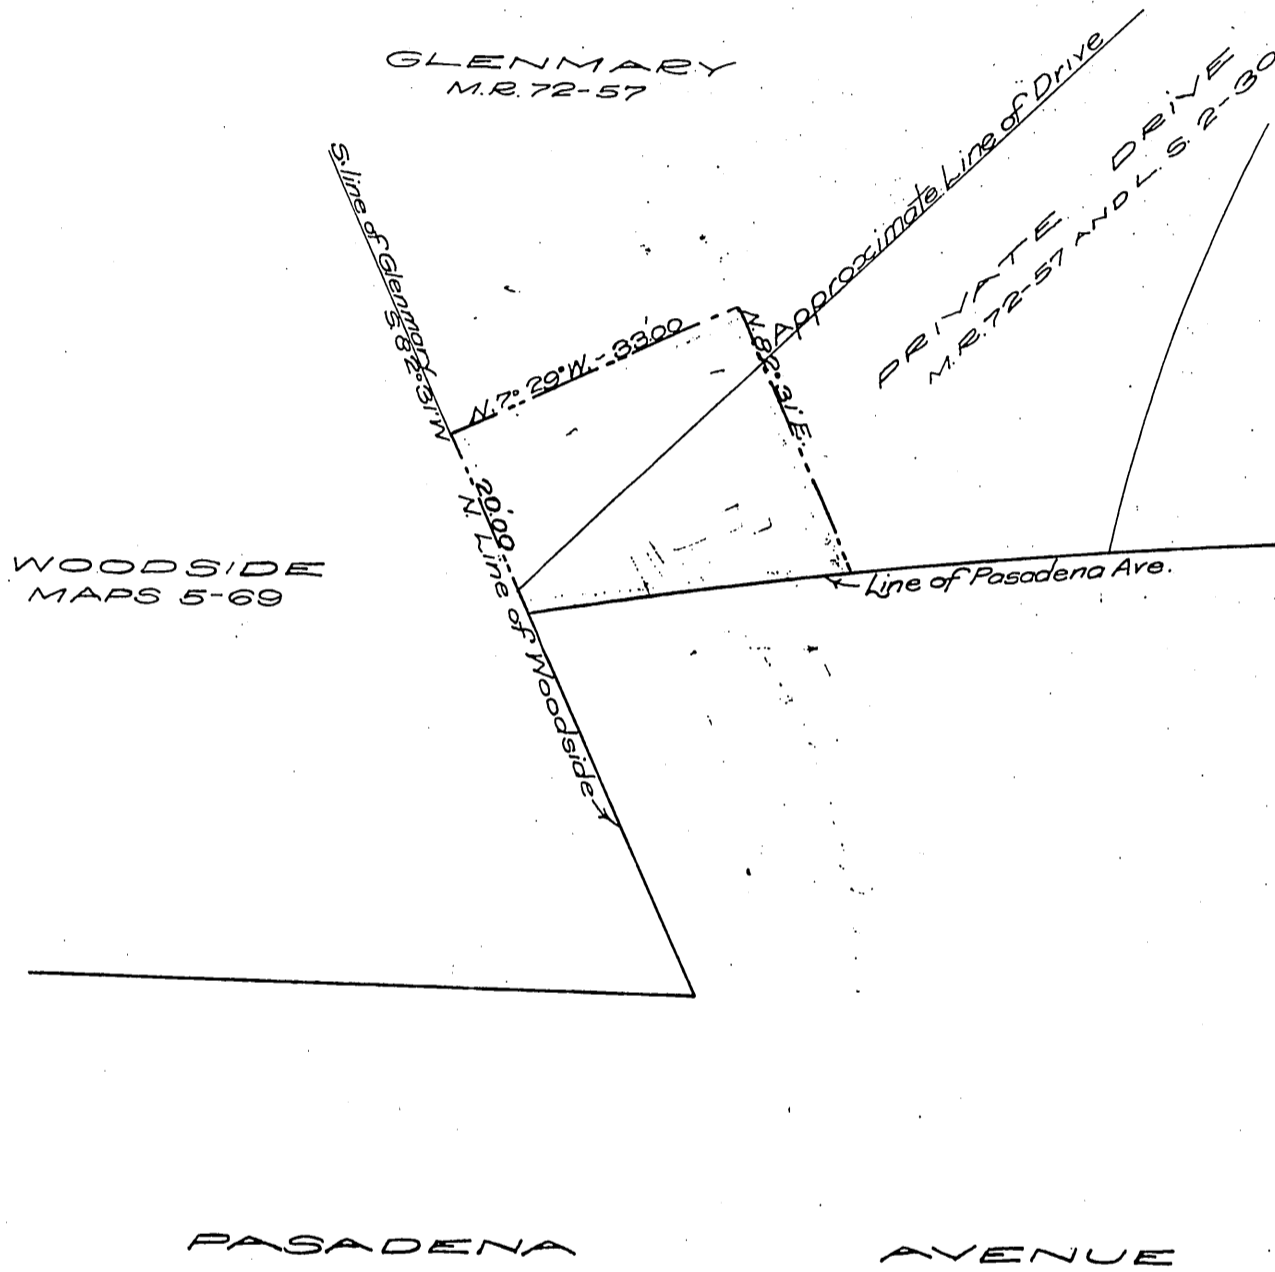 GLENMARY
M.R. 72-57
Approximate Line of Drive
PRIVATE DRIVE
M.R. 72-57 AND L.S. 2-30
S. line of Glenmary
S. 82° 31' W
N. 7° 29' W. - 33.00'
N. 82° 31' E.
20.00'
N. Line of Woodside
WOODSIDE
MAPS 5-69
Line of Pasadena Ave.
PASADENA AVENUE